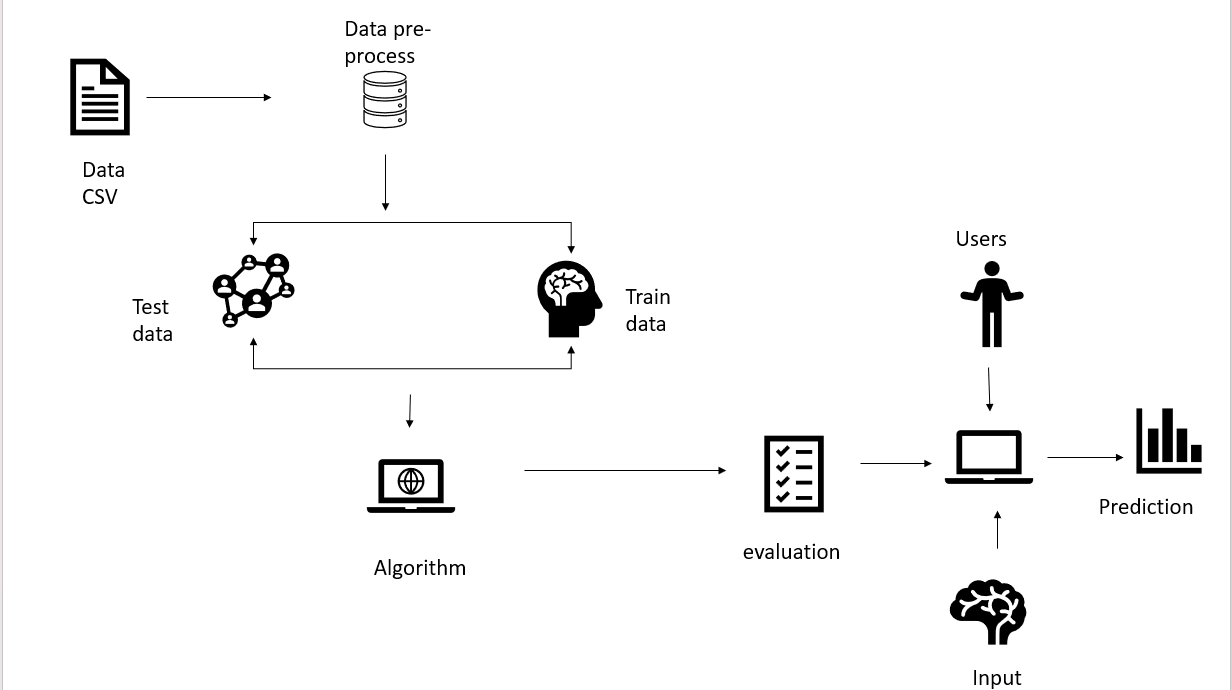 Data pre-
process
Data
CSV
Test
data
Train
data
Users
Algorithm
evaluation
Prediction
Input